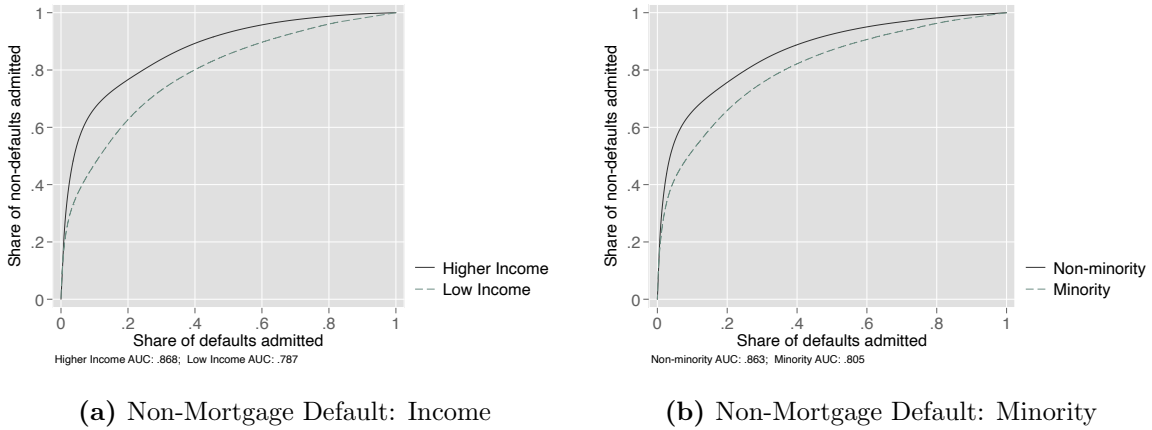 1
.8
.6
.4
.2
0
Share of non-defaults admitted
0 .2 .4 .6 .8 1
Share of defaults admitted
Higher Income
Low Income
Higher Income AUC: .868; Low Income AUC: .787
(a) Non-Mortgage Default: Income
1
.8
.6
.4
.2
0
Share of non-defaults admitted
0 .2 .4 .6 .8 1
Share of defaults admitted
Non-minority
Minority
Non-minority AUC: .863; Minority AUC: .805
(b) Non-Mortgage Default: Minority